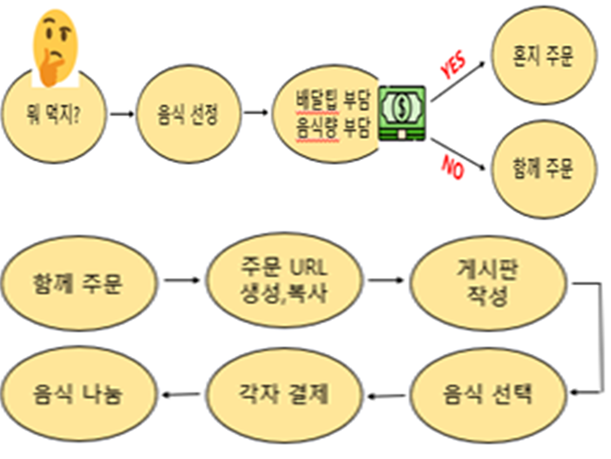 뭐 먹지?
음식 선정
배달팁 부담
음식량 부담
YES
혼자 주문
NO
함께 주문
함께 주문
주문 URL
생성,복사
게시판
작성
음식 선택
각자 결제
음식 나눔